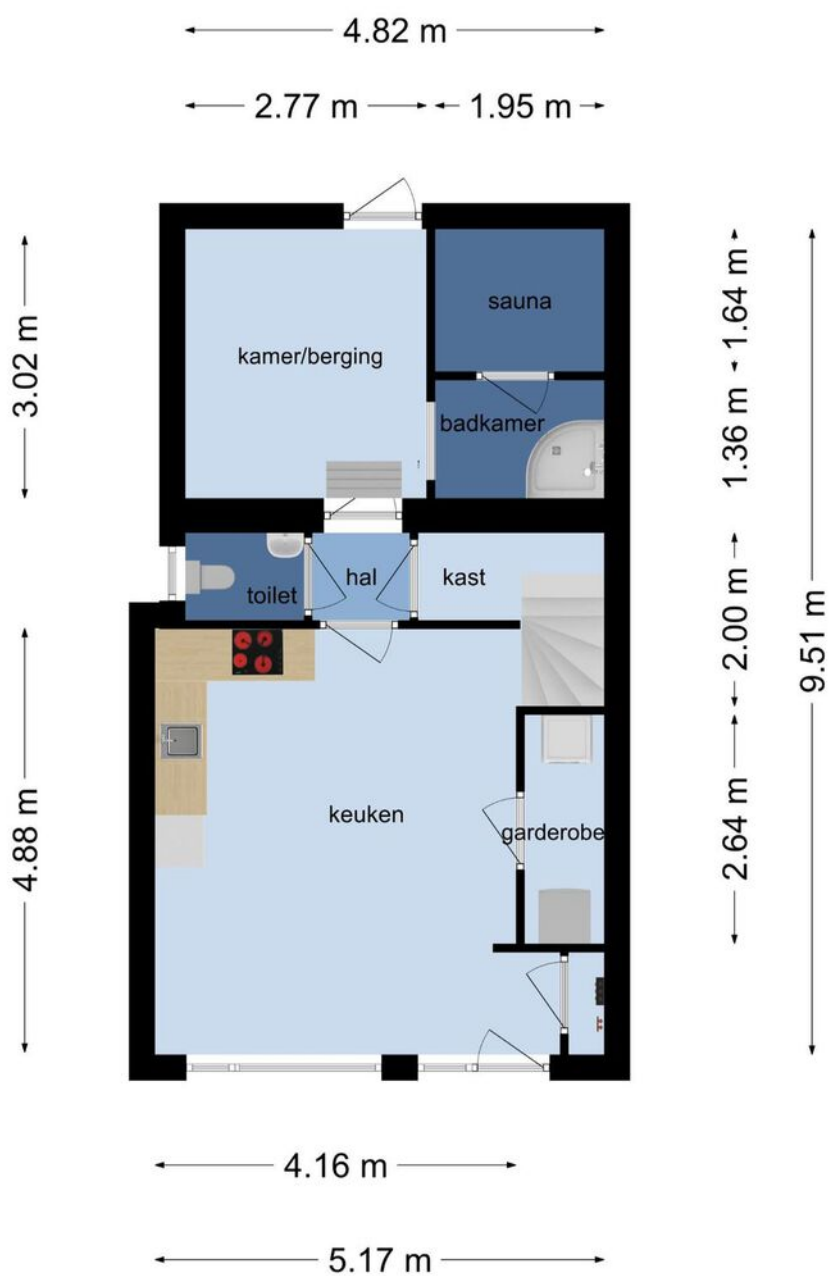 4.82 m
2.77 m
1.95 m
3.02 m
1.64 m
sauna
kamer/berging
1.36 m
badkamer
9.51 m
2.00 m
toilet
hal
kast
4.88 m
keuken
garderobe
2.64 m
4.16 m
5.17 m